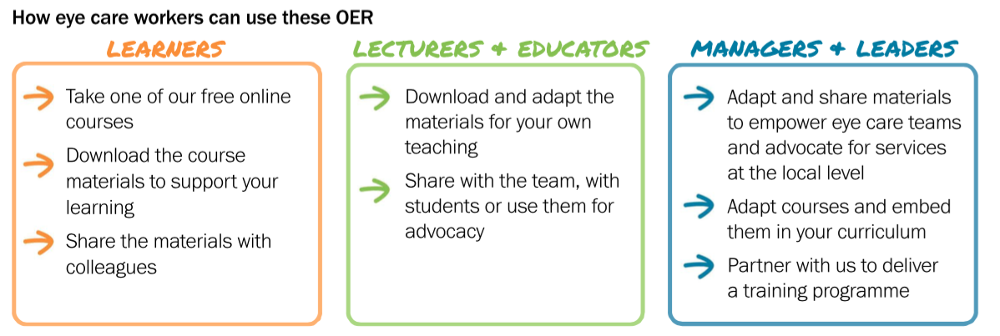 How eye care workers can use these OER
LEARNERS
Take one of our free online
courses
Download the course
materials to support your
learning
Share the materials with
colleagues
LECTURERS + EDUCATORS
Download and adapt the
materials for your own
teaching
Share with the team, with
students or use them for
advocacy
MANAGERS + LEADERS
Adapt and share materials
to empower eye care teams
and advocate for services
at the local level
Adapt courses and embed
them in your curriculum
Partner with us to deliver
a training programme